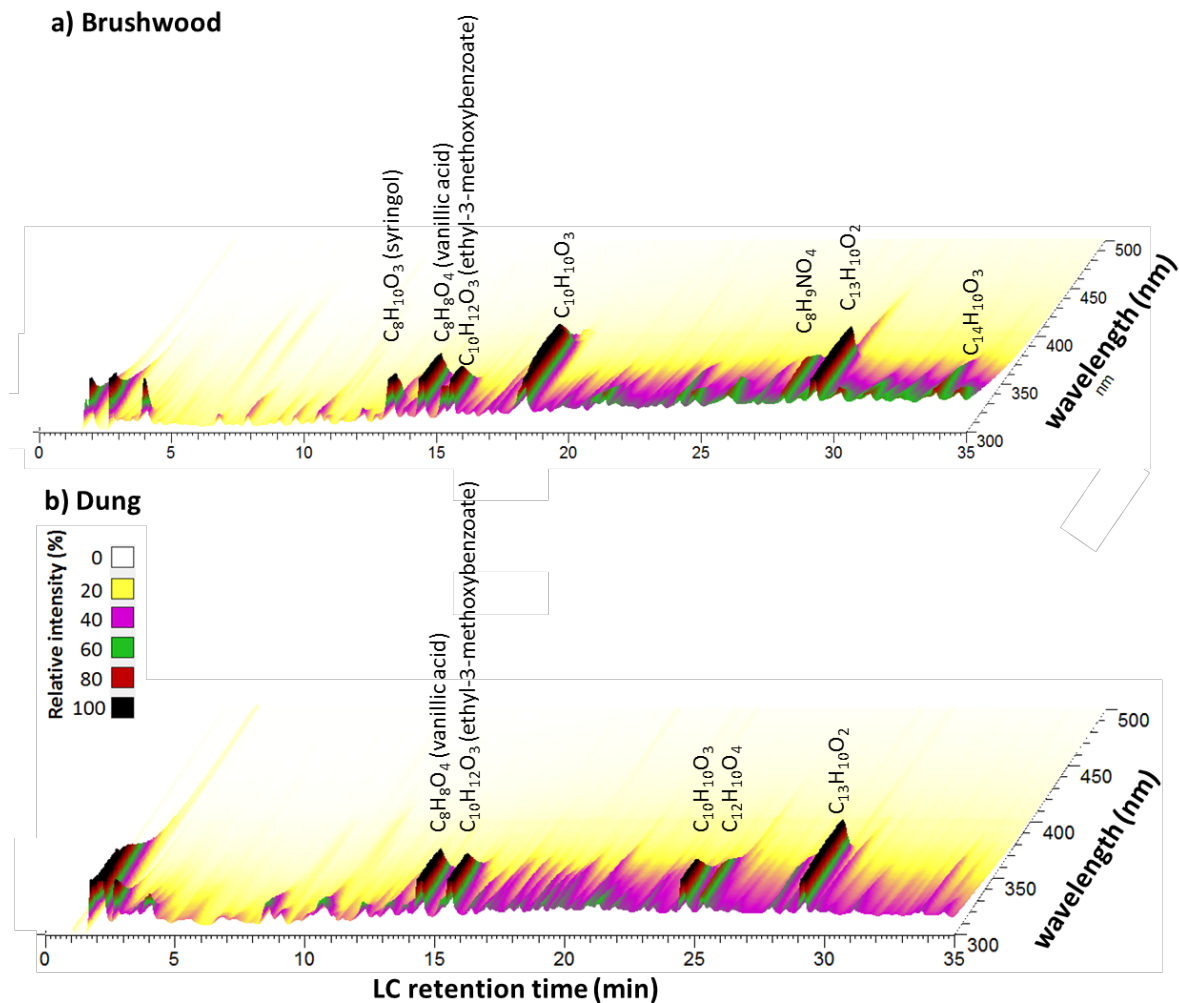 a) Brushwood
C₈H₁₀O₃ (syringol)
C₈H₈O₄ (vanillic acid)
C₁₀H₁₂O₃ (ethyl-3-methoxybenzoate)
C₁₀H₁₀O₃
C₈H₉NO₄
C₁₃H₁₀O₂
C₁₄H₁₀O₃
500
450
400
350
300
wavelength (nm)
nm
0 5 10 15 20 25 30 35
b) Dung
Relative intensity (%)
0
20
40
60
80
100
C₈H₈O₄ (vanillic acid)
C₁₀H₁₂O₃ (ethyl-3-methoxybenzoate)
C₁₀H₁₀O₃
C₁₂H₁₀O₄
C₁₃H₁₀O₂
500
450
400
350
300
wavelength (nm)
0 5 10 15 20 25 30 35
LC retention time (min)